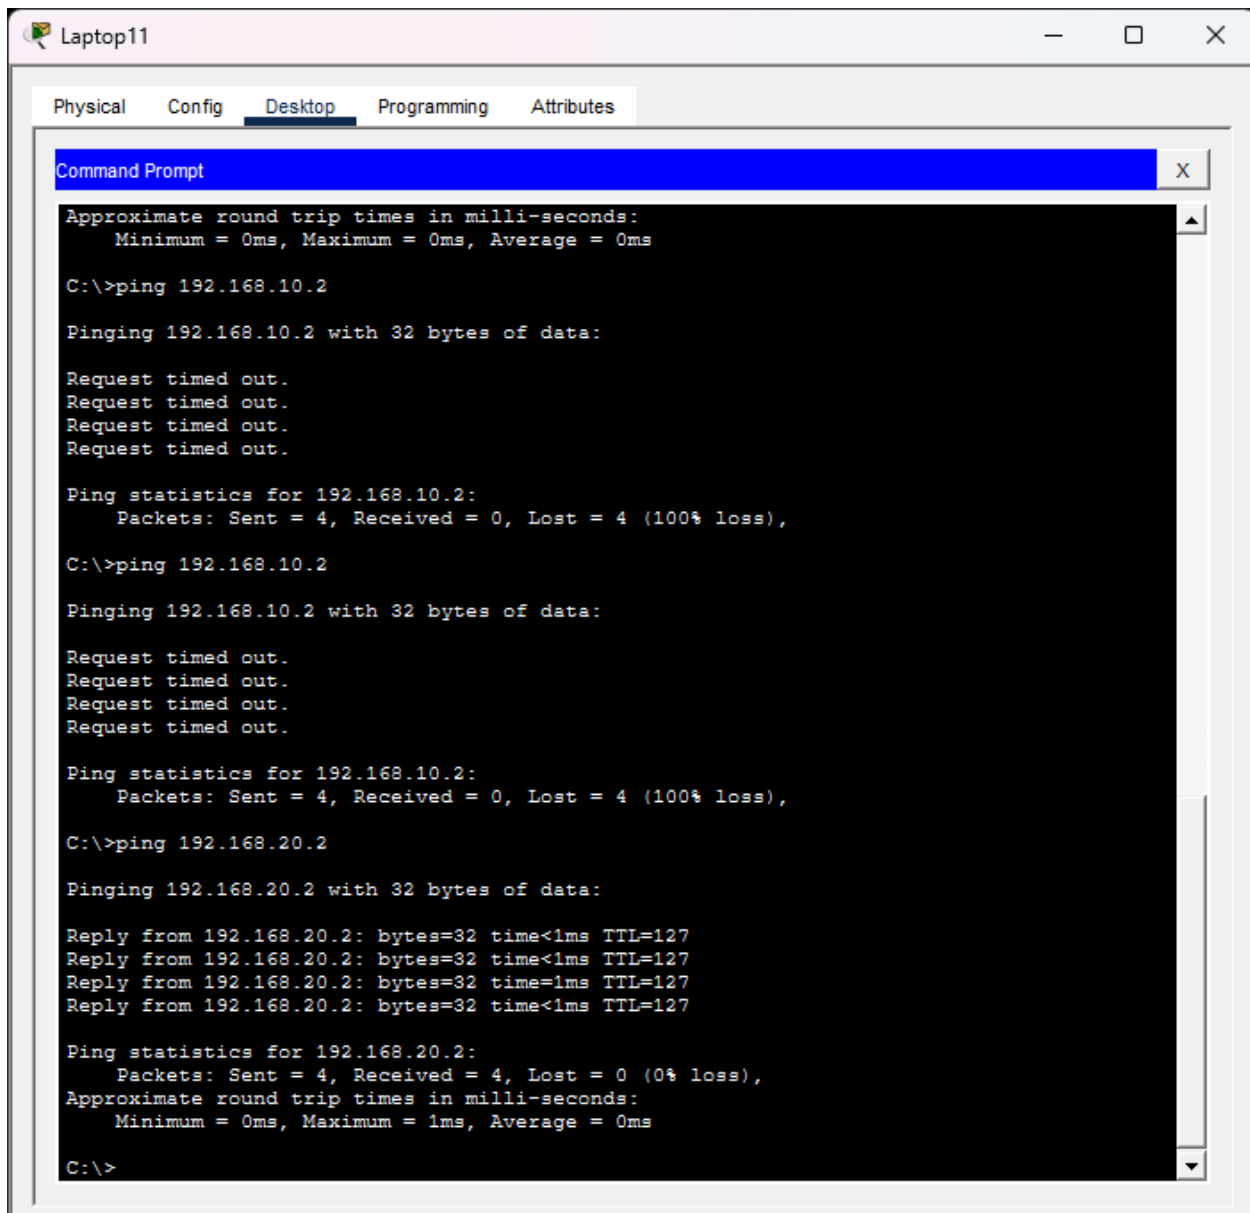 Laptop11
Physical Config Desktop Programming Attributes
Command Prompt X
Approximate round trip times in milli-seconds:
    Minimum = 0ms, Maximum = 0ms, Average = 0ms
C:\>ping 192.168.10.2
Pinging 192.168.10.2 with 32 bytes of data:
Request timed out.
Request timed out.
Request timed out.
Request timed out.
Ping statistics for 192.168.10.2:
    Packets: Sent = 4, Received = 0, Lost = 4 (100% loss),
C:\>ping 192.168.10.2
Pinging 192.168.10.2 with 32 bytes of data:
Request timed out.
Request timed out.
Request timed out.
Request timed out.
Ping statistics for 192.168.10.2:
    Packets: Sent = 4, Received = 0, Lost = 4 (100% loss),
C:\>ping 192.168.20.2
Pinging 192.168.20.2 with 32 bytes of data:
Reply from 192.168.20.2: bytes=32 time<1ms TTL=127
Reply from 192.168.20.2: bytes=32 time<1ms TTL=127
Reply from 192.168.20.2: bytes=32 time=1ms TTL=127
Reply from 192.168.20.2: bytes=32 time<1ms TTL=127
Ping statistics for 192.168.20.2:
    Packets: Sent = 4, Received = 4, Lost = 0 (0% loss),
Approximate round trip times in milli-seconds:
    Minimum = 0ms, Maximum = 1ms, Average = 0ms
C:\>